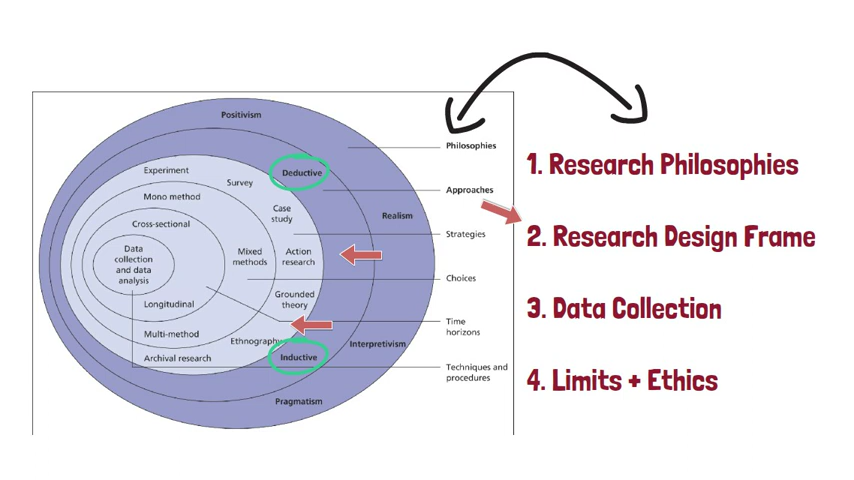 Positivism
Philosophies
Experiment
Deductive
Survey
Approaches
Mono method
Case
study
Realism
Cross-sectional
Strategies
Data
collection
and data
analysis
Mixed
methods
Action
research
Choices
Longitudinal
Grounded
theory
Time
horizons
Multi-method
Ethnography
Interpretivism
Archival research
Inductive
Techniques and
procedures
Pragmatism
1. Research Philosophies
2. Research Design Frame
3. Data Collection
4. Limits + Ethics